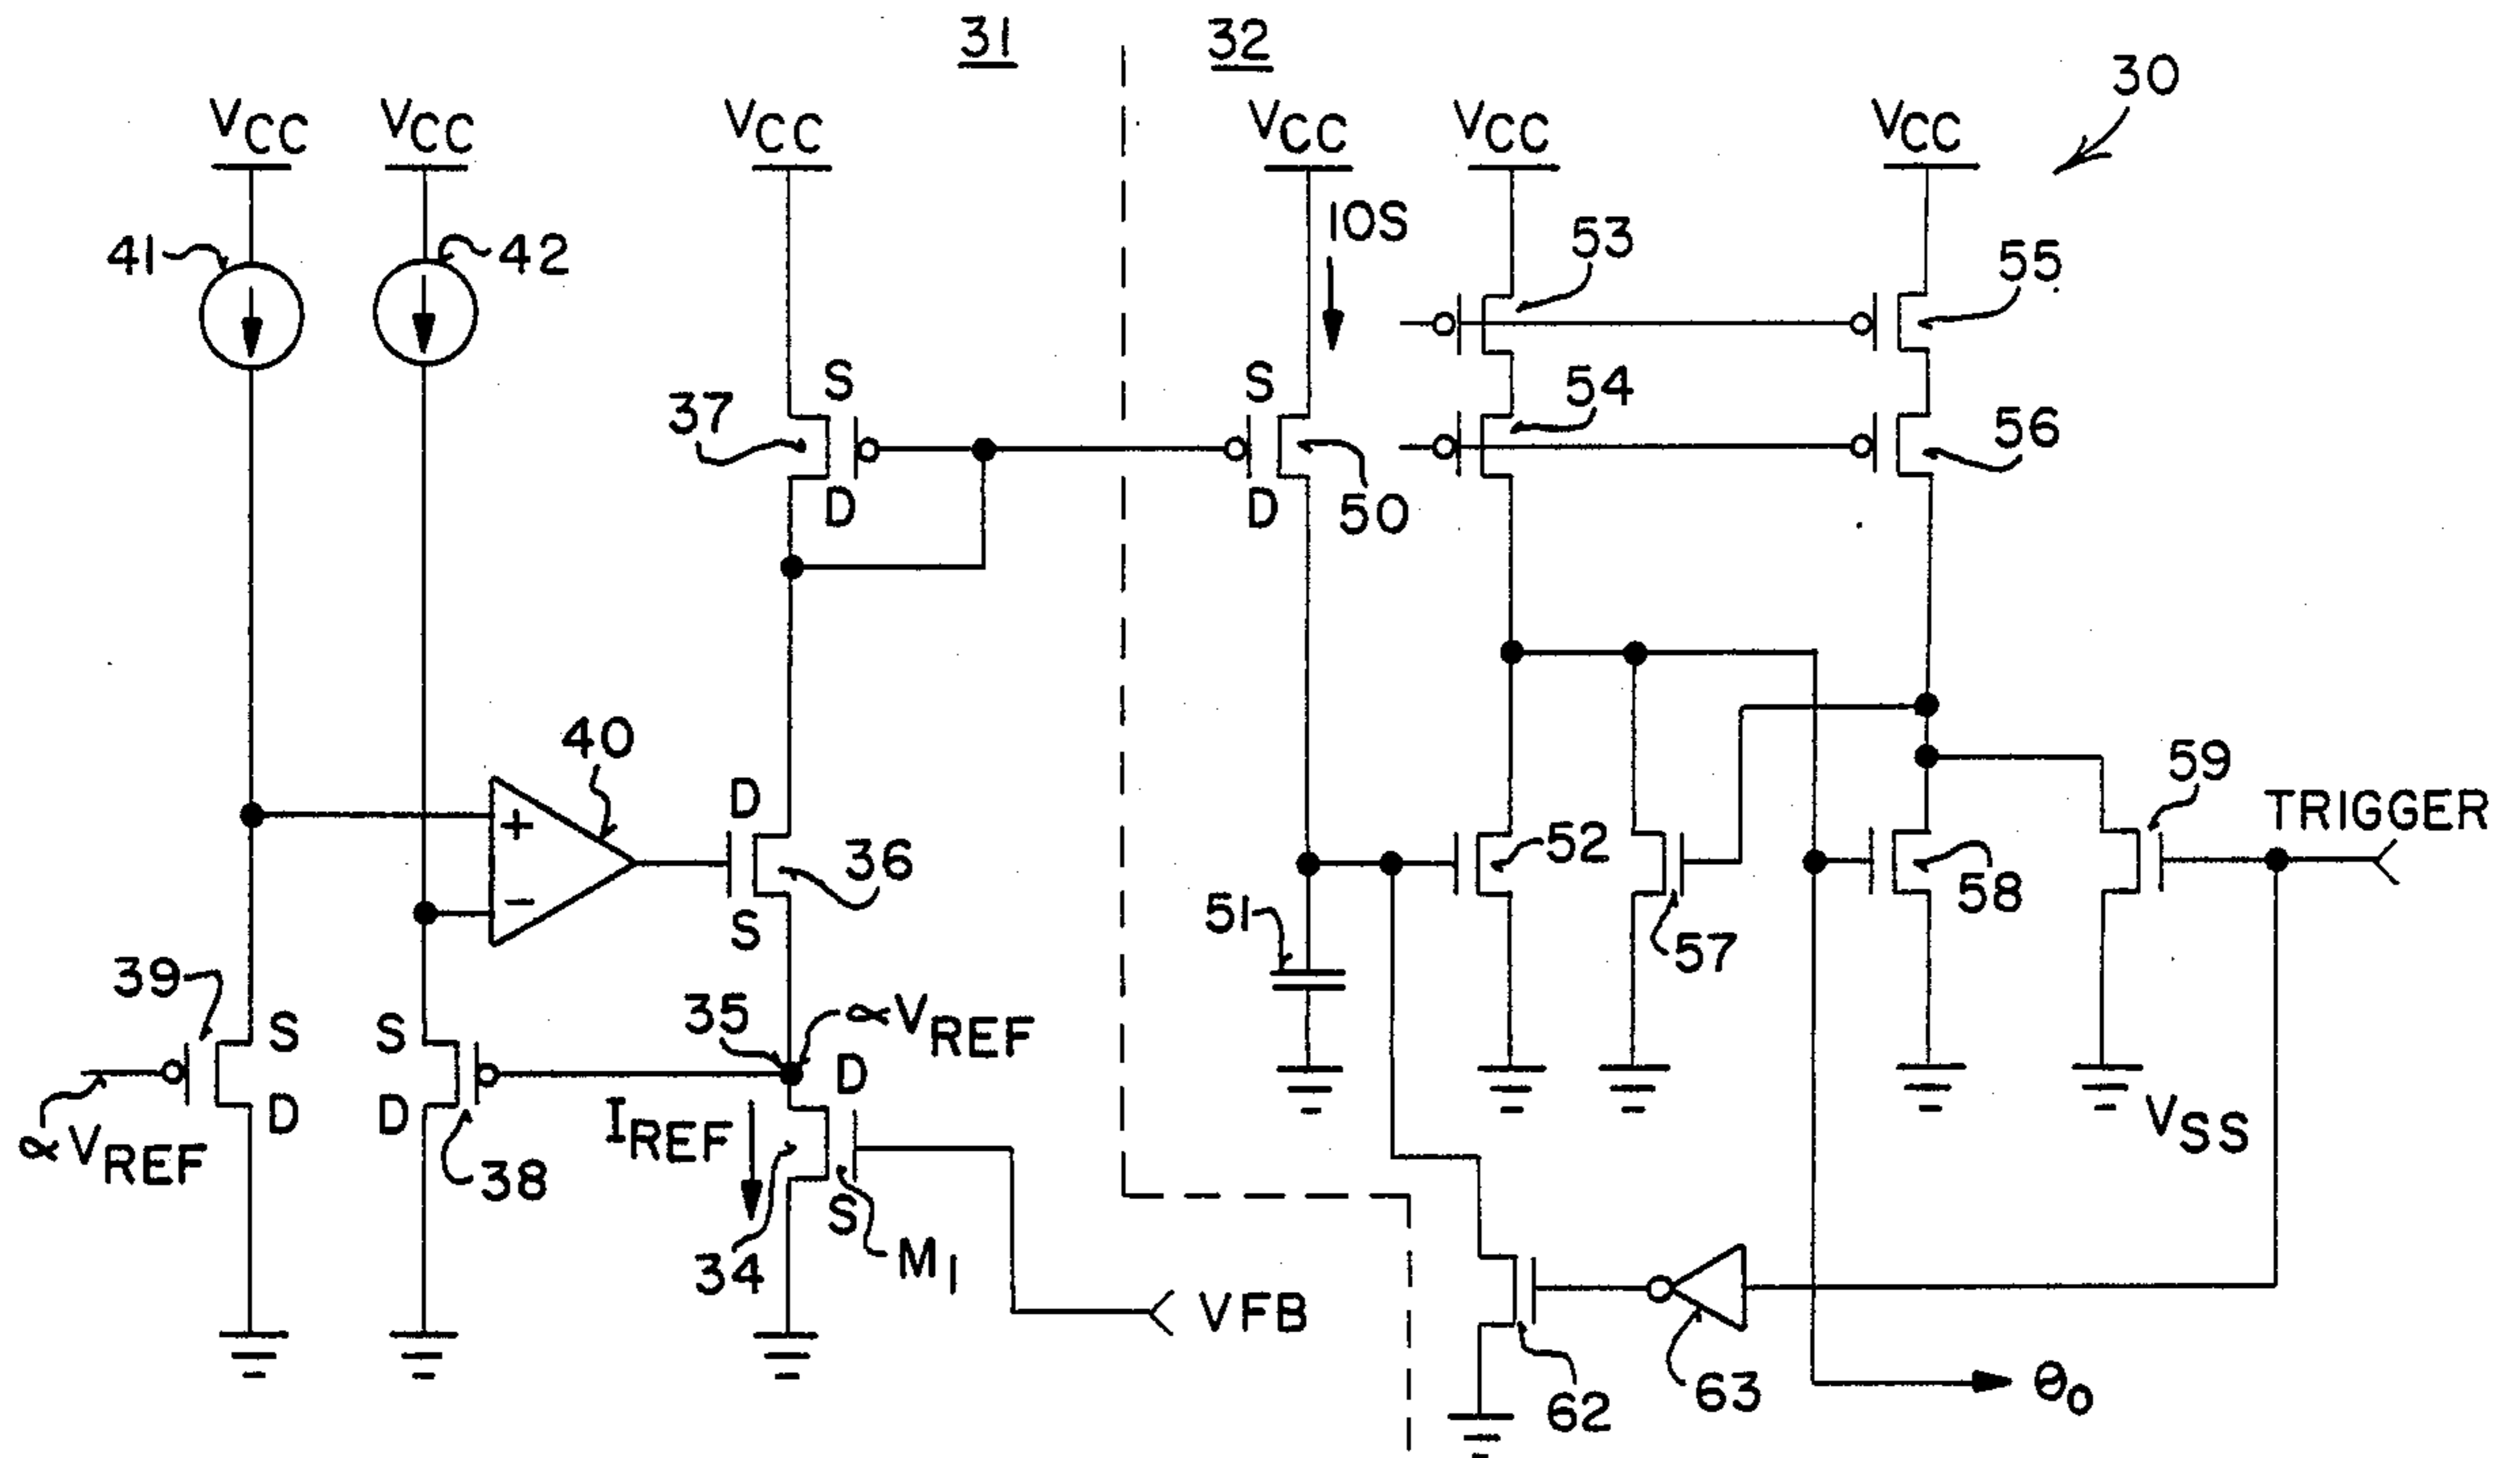 31
32
30
VCC
VCC
VCC
VCC
VCC
VCC
IOS
41
42
53
55
37
S
D
S
D
50
54
56
40
+
−
D
S
36
51
52
57
58
59
TRIGGER
39
S
D
S
D
38
35
∝VREF
D
∝VREF
IREF
34
S
M1
VFB
VSS
62
63
θo